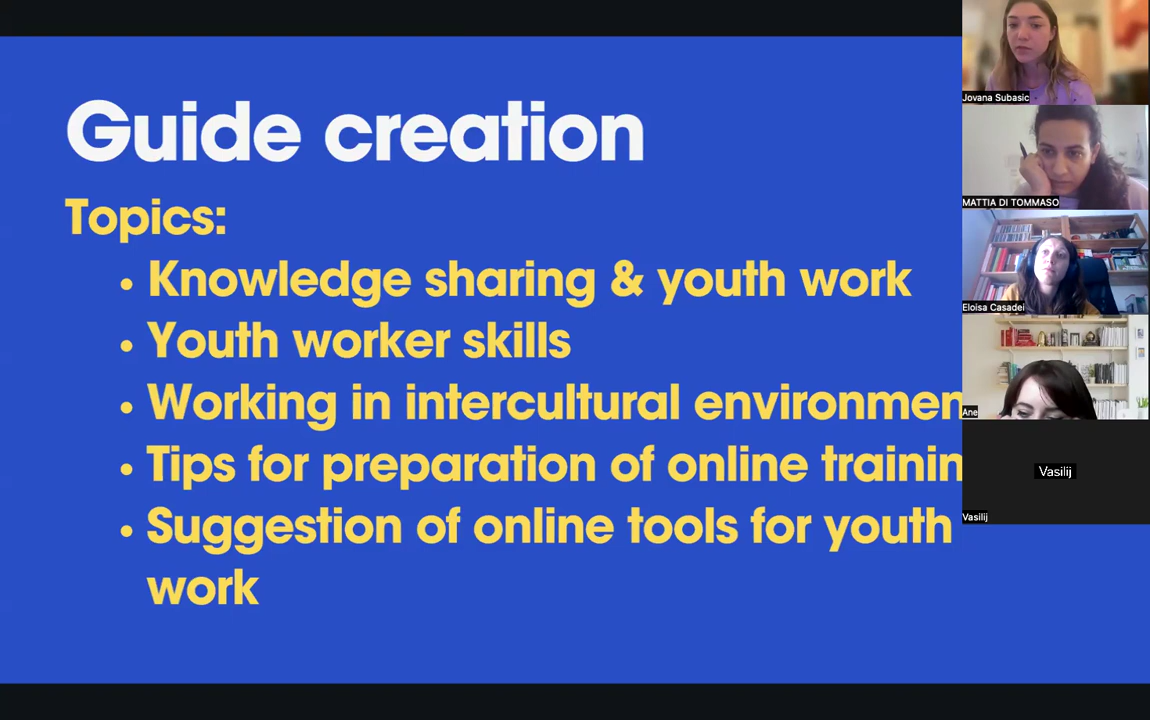 Guide creation
Topics:
• Knowledge sharing & youth work
• Youth worker skills
• Working in intercultural environmen
• Tips for preparation of online trainin
• Suggestion of online tools for youth
work
Jovana Subasic
MATTIA DI TOMMASO
Eloisa Casadei
Ane
Vasilij
Vasilij